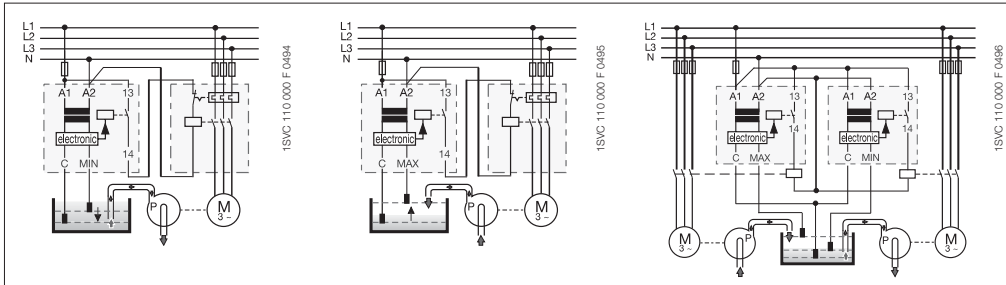 L1
L2
L3
N
A1 A2 13
electronic
14
C MIN
P
M
3 ~
1SVC 110 000 F 0494
L1
L2
L3
N
A1 A2 13
electronic
14
C MAX
P
M
3 ~
1SVC 110 000 F 0495
L1
L2
L3
N
A1 A2 13 A1 A2 13
electronic electronic
14 14
C MAX C MIN
M
3 ~
P
P
M
3 ~
1SVC 110 000 F 0496